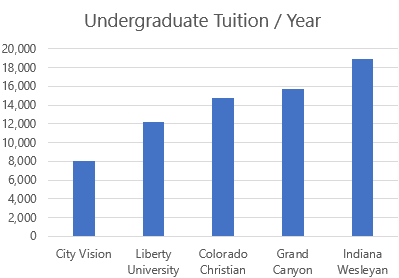 Undergraduate Tuition / Year
20,000
18,000
16,000
14,000
12,000
10,000
8,000
6,000
4,000
2,000
0
City Vision
Liberty
University
Colorado
Christian
Grand
Canyon
Indiana
Wesleyan